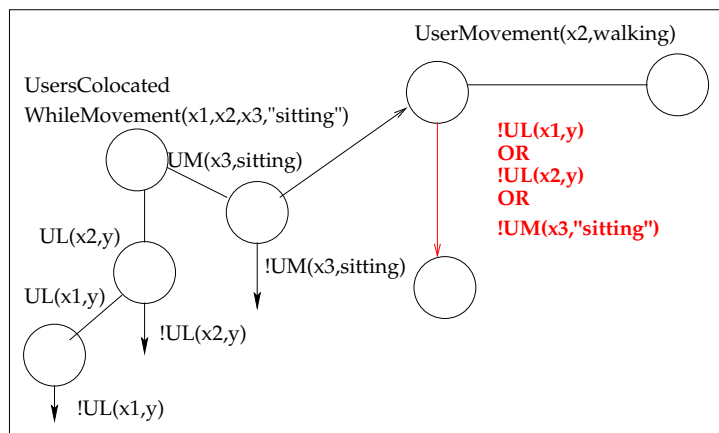 UserMovement(x2,walking)
UsersColocated
WhileMovement(x1,x2,x3,"sitting")
UM(x3,sitting)
!UL(x1,y)
OR
!UL(x2,y)
OR
!UM(x3,"sitting")
UL(x2,y)
!UM(x3,sitting)
UL(x1,y)
!UL(x2,y)
!UL(x1,y)